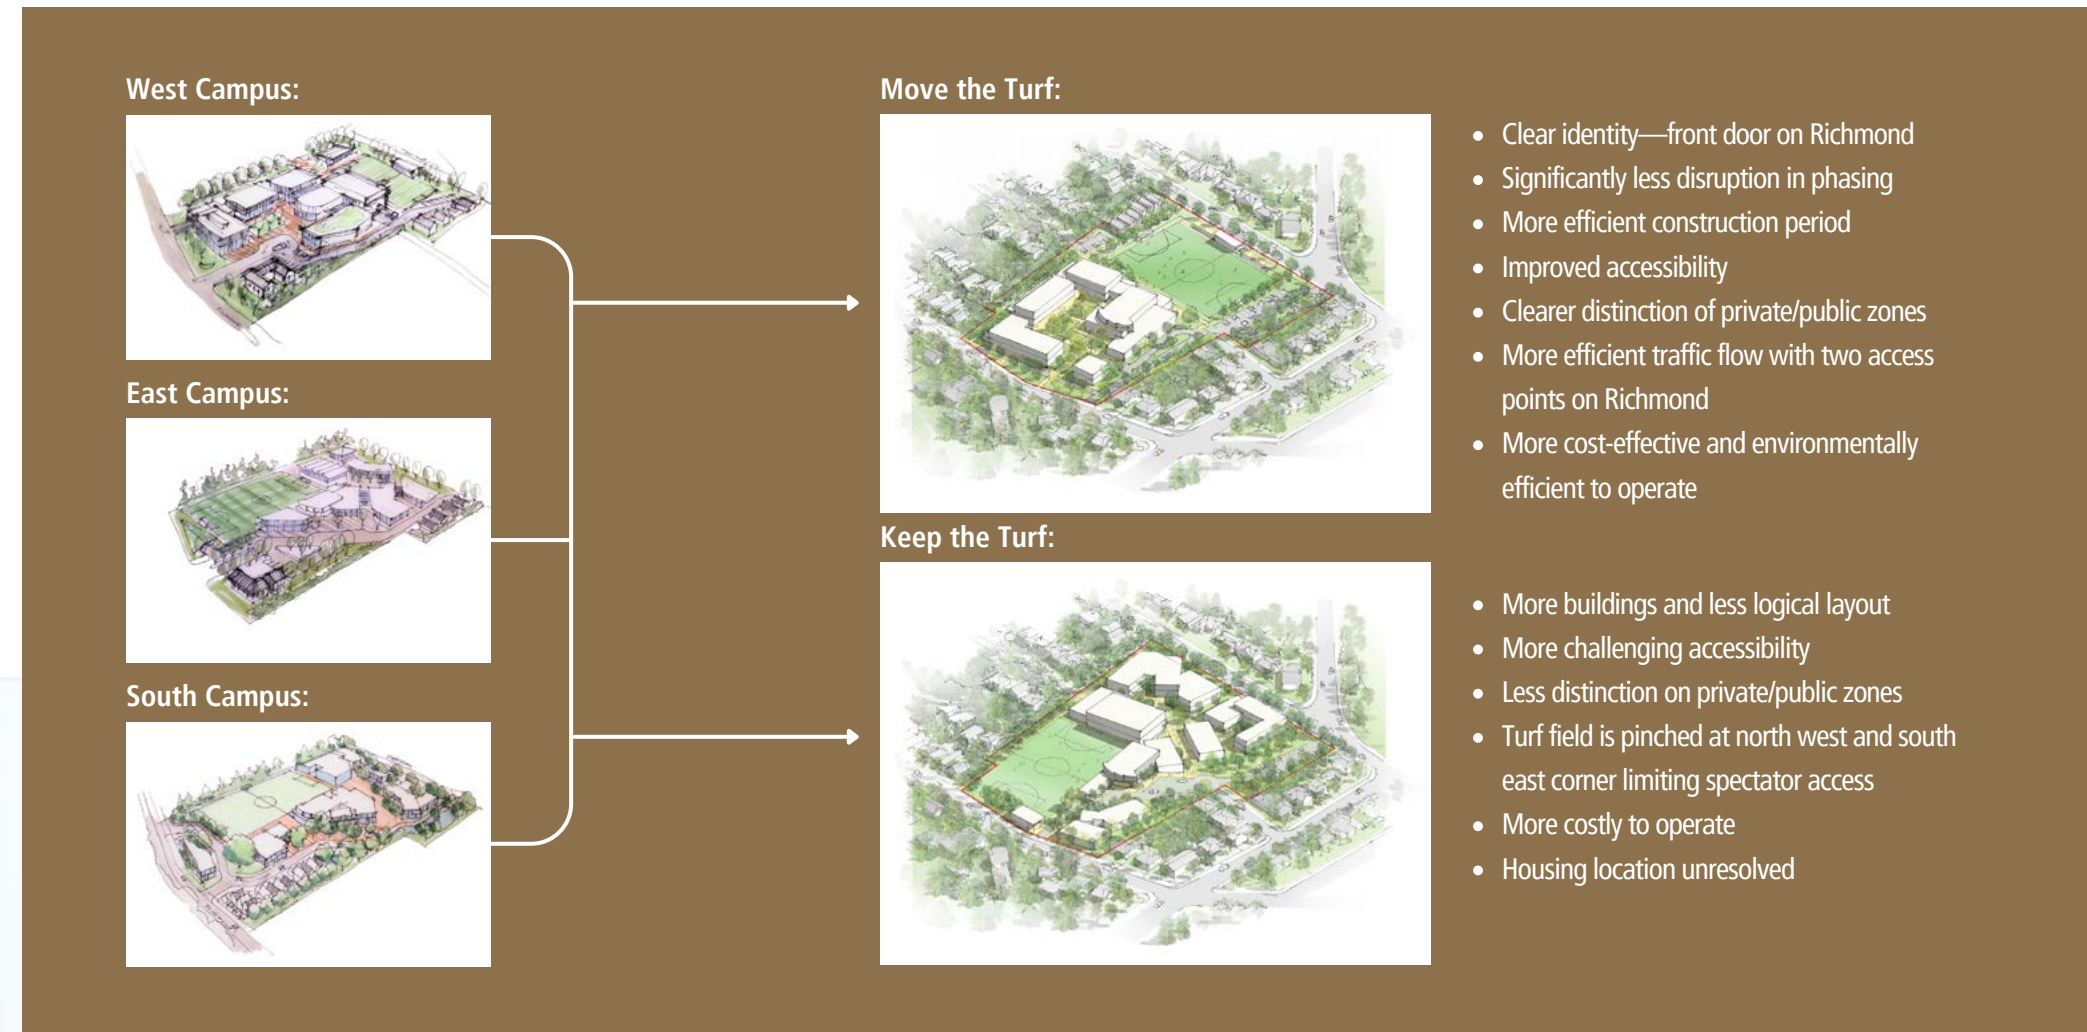 West Campus:
East Campus:
South Campus:
Move the Turf:
• Clear identity—front door on Richmond
• Significantly less disruption in phasing
• More efficient construction period
• Improved accessibility
• Clearer distinction of private/public zones
• More efficient traffic flow with two access
points on Richmond
• More cost-effective and environmentally
efficient to operate
Keep the Turf:
• More buildings and less logical layout
• More challenging accessibility
• Less distinction on private/public zones
• Turf field is pinched at north west and south
east corner limiting spectator access
• More costly to operate
• Housing location unresolved